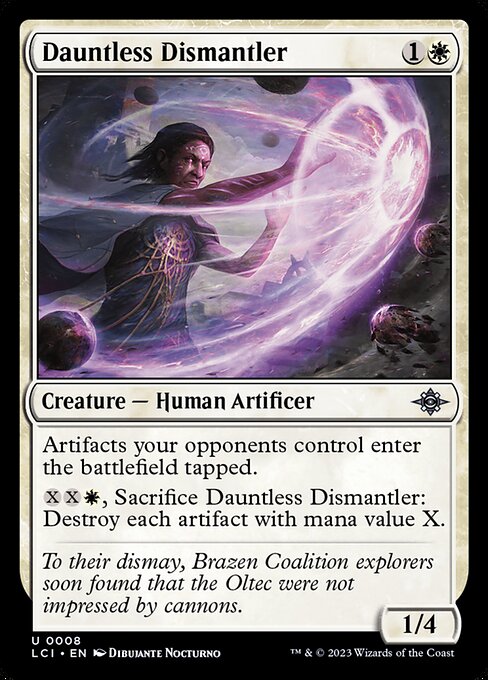 Dauntless Dismantler 1
Creature — Human Artificer
Artifacts your opponents control enter
the battlefield tapped.
XX, Sacrifice Dauntless Dismantler:
Destroy each artifact with mana value X.
To their dismay, Brazen Coalition explorers
soon found that the Oltec were not
impressed by cannons.
1/4
U 0008
LCI • EN Dibujante Nocturno
™ & © 2023 Wizards of the Coast